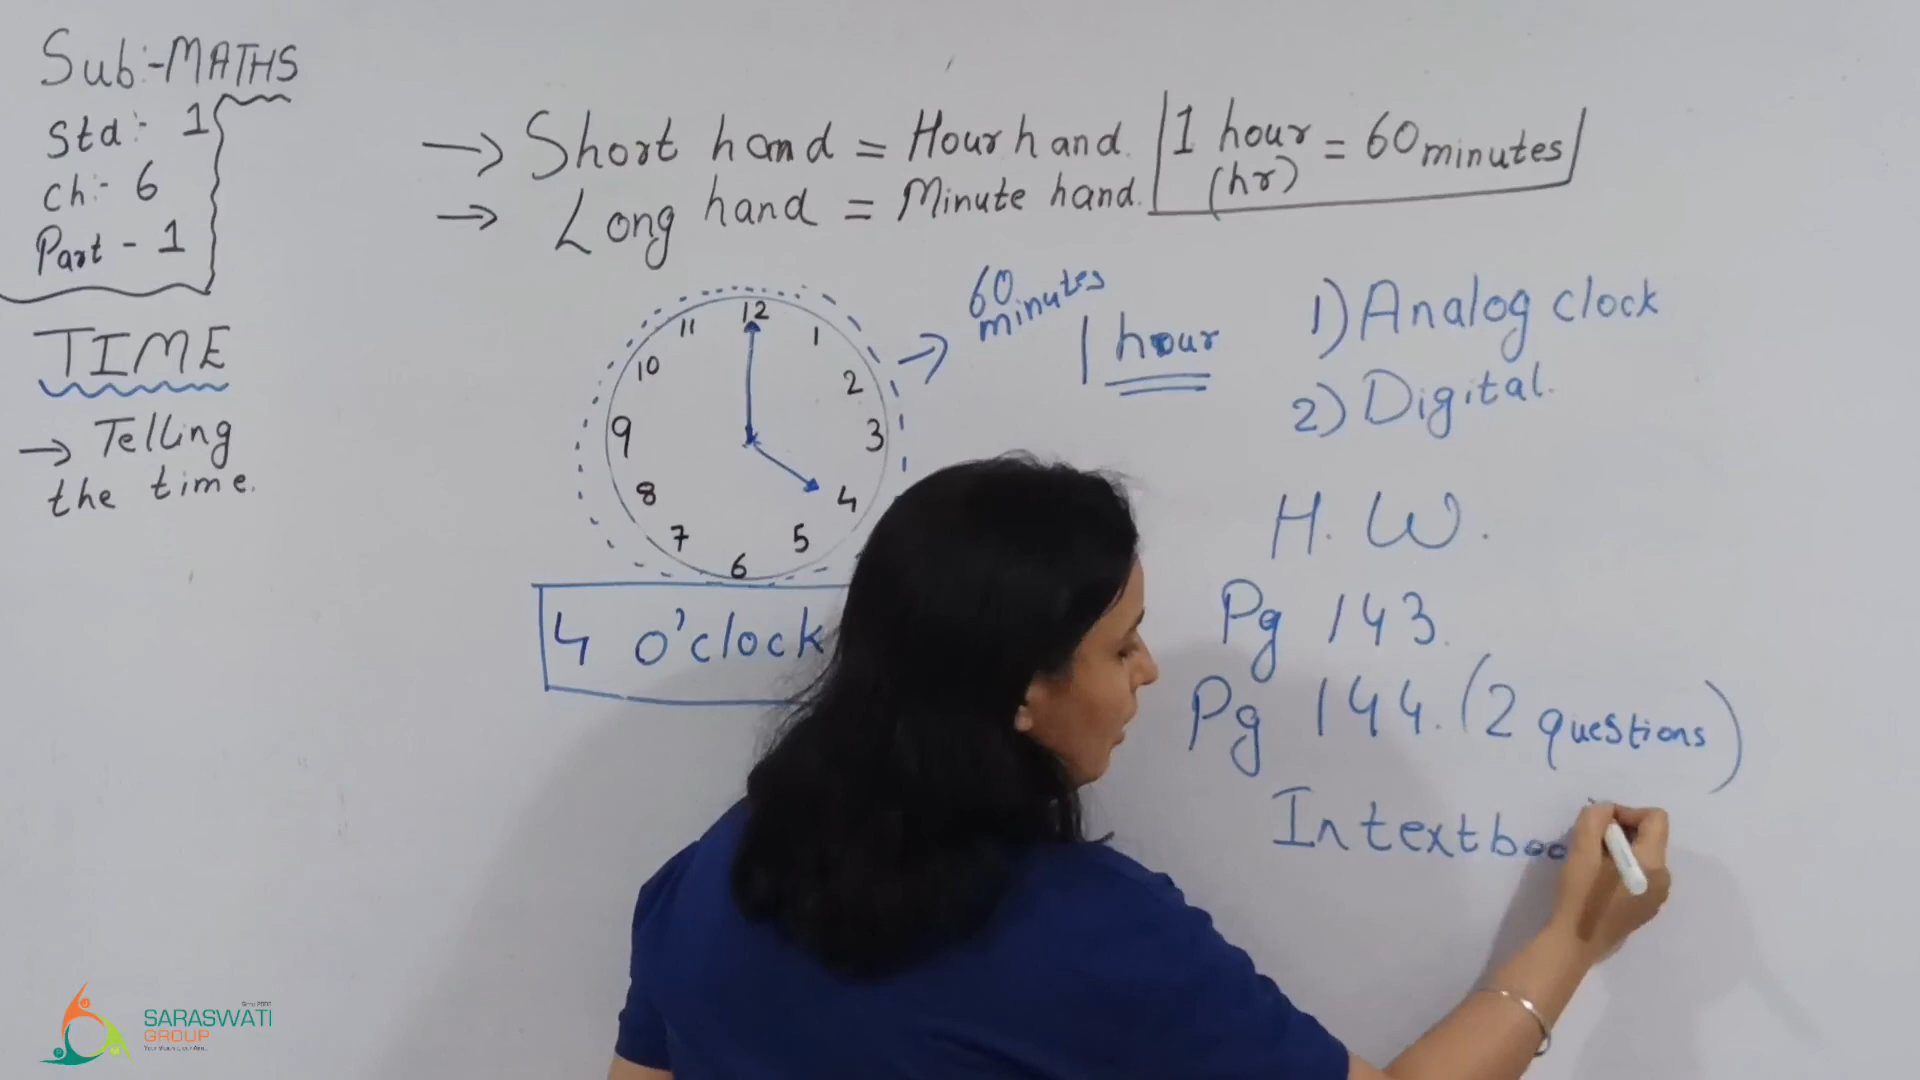 Sub:-MATHS
Std:- 1
Ch:- 6
Part - 1
TIME
→ Telling
the time.
→ Short hand = Hour hand.
→ Long hand = Minute hand.
1 hour = 60 minutes
(hr)
60
minutes
1 hour
12
11
1
10
2
9
3
8
4
7
5
6
4 o'clock
1) Analog clock
2) Digital.
H.W.
Pg 143.
Pg 144. (2 questions)
In textboo
SARASWATI
GROUP